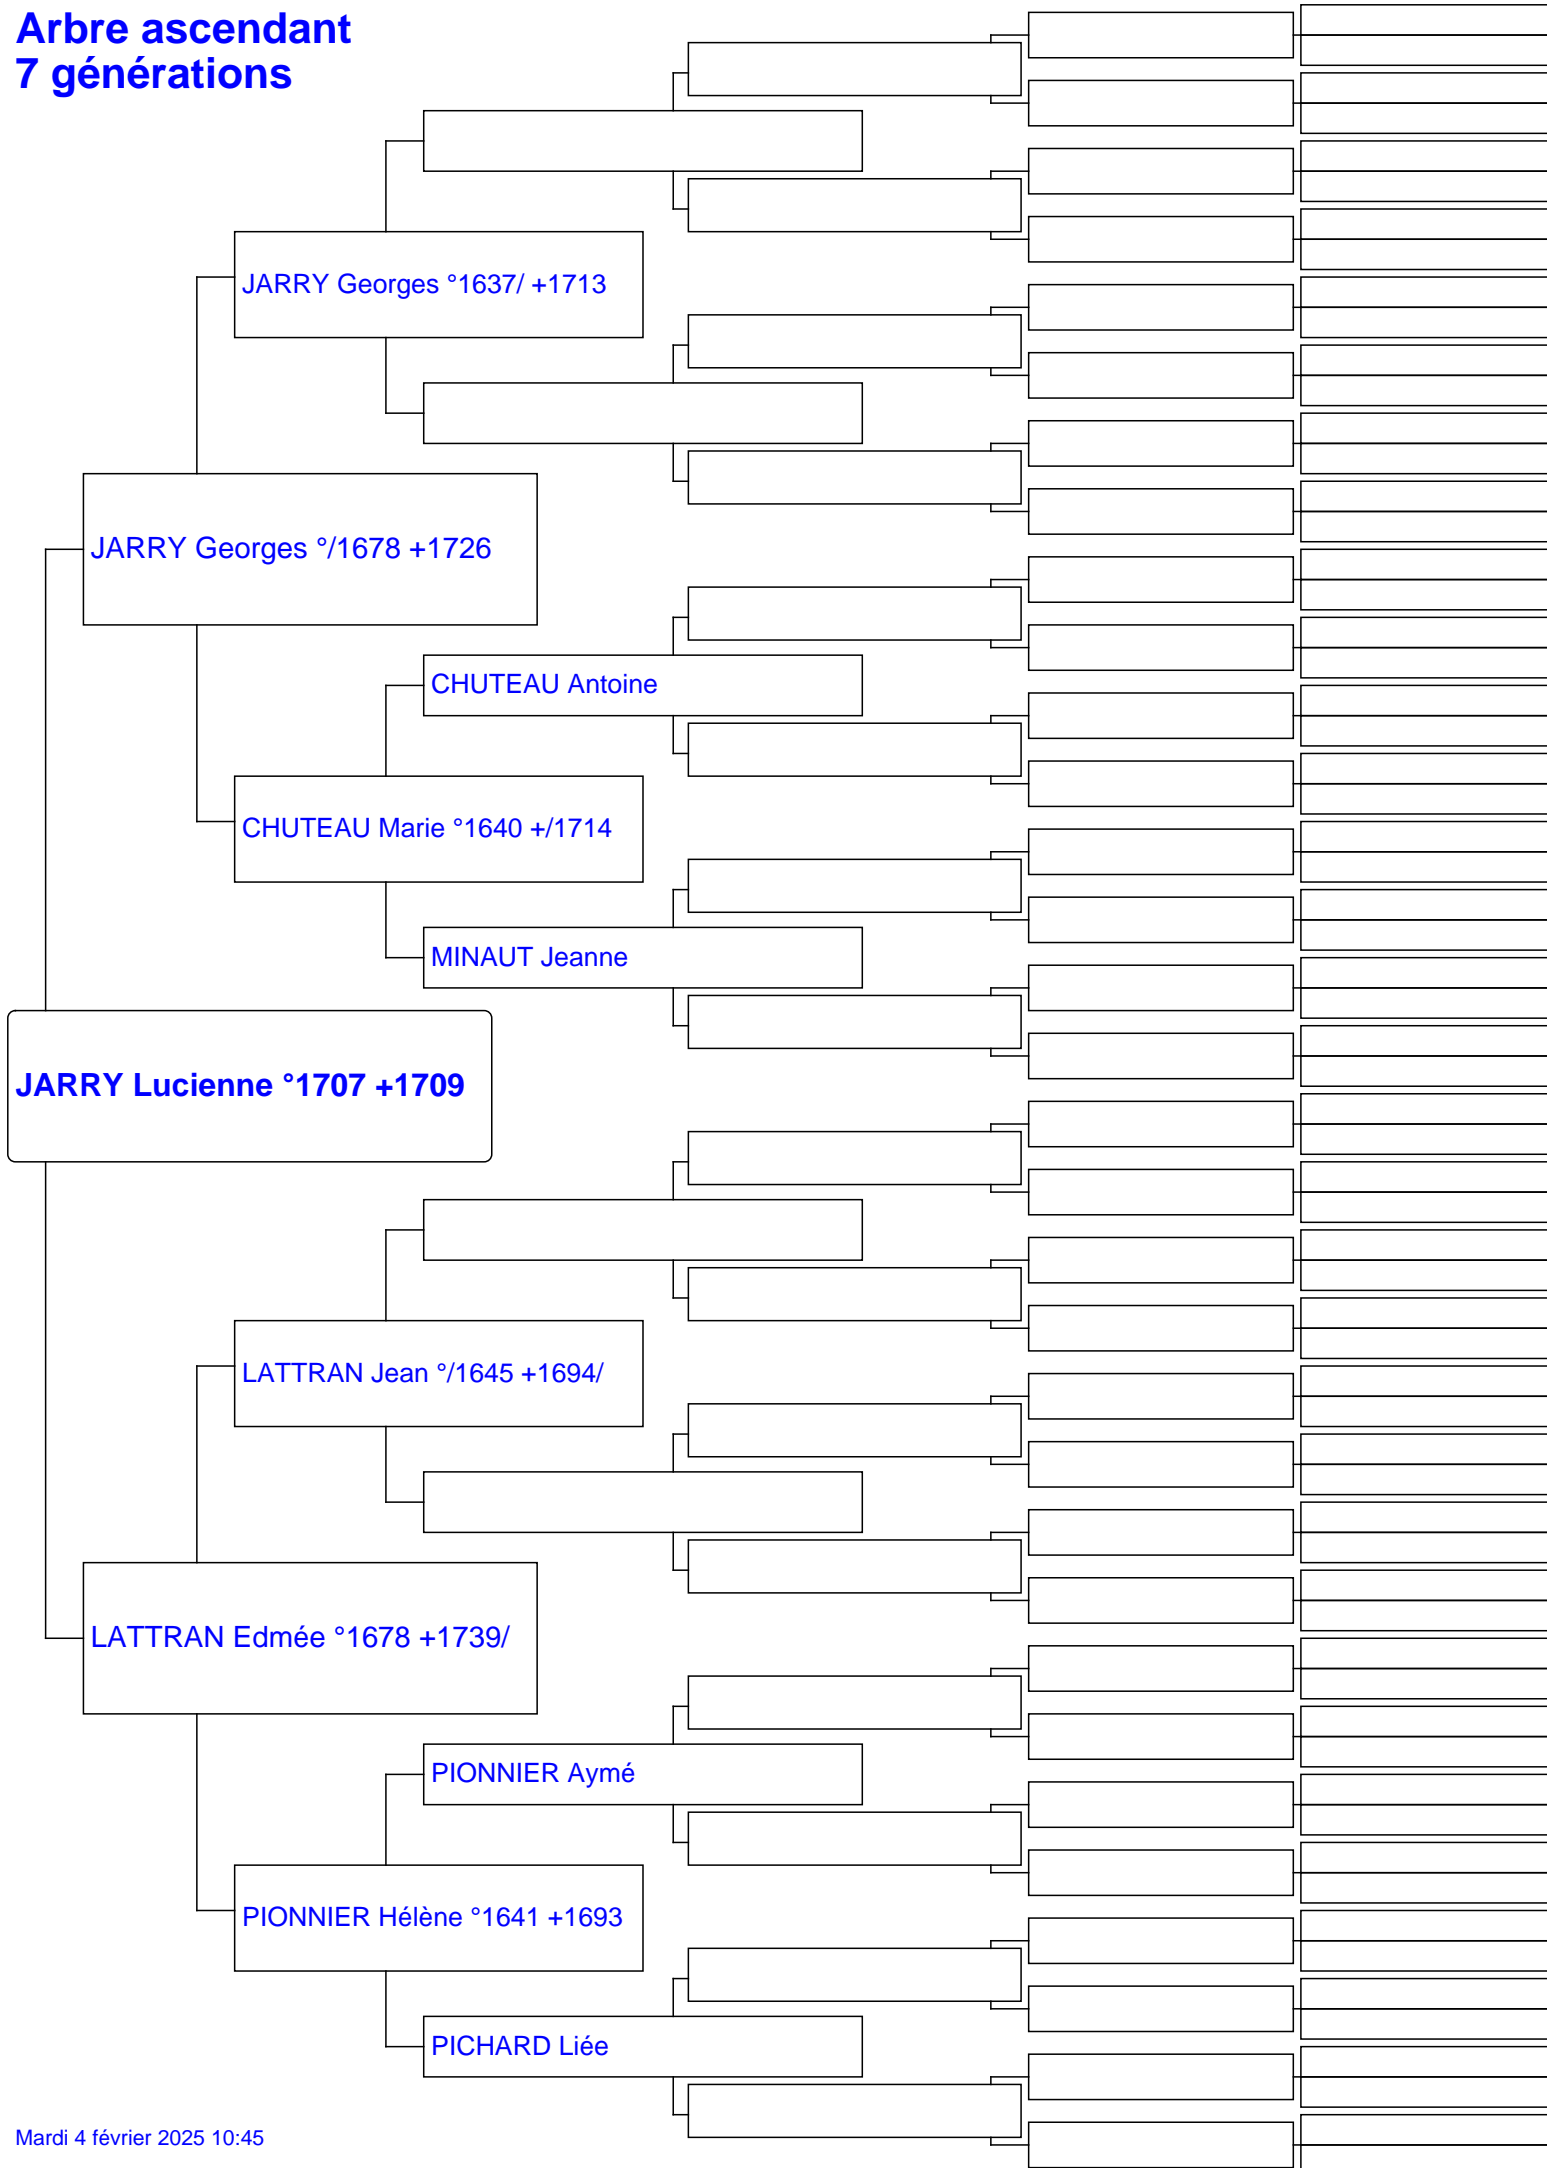 Arbre ascendant
7 générations
JARRY Georges °1637/ +1713
JARRY Georges °/1678 +1726
CHUTEAU Antoine
CHUTEAU Marie °1640 +/1714
MINAUT Jeanne
JARRY Lucienne °1707 +1709
LATTRAN Jean °/1645 +1694/
LATTRAN Edmée °1678 +1739/
PIONNIER Aymé
PIONNIER Hélène °1641 +1693
PICHARD Liée
Mardi 4 février 2025 10:45